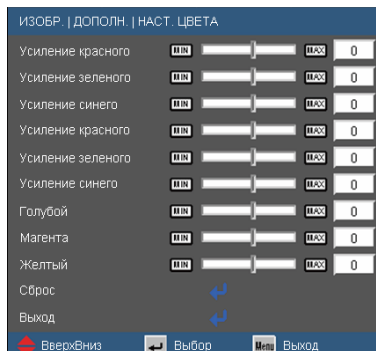 ИЗОБР. | ДОПОЛН. | НАСТ. ЦВЕТА
Усиление красного MIN MAX 0
Усиление зеленого MIN MAX 0
Усиление синего MIN MAX 0
Усиление красного MIN MAX 0
Усиление зеленого MIN MAX 0
Усиление синего MIN MAX 0
Голубой MIN MAX 0
Магента MIN MAX 0
Желтый MIN MAX 0
Сброс
Выход
ВверхВниз Выбор Menu Выход